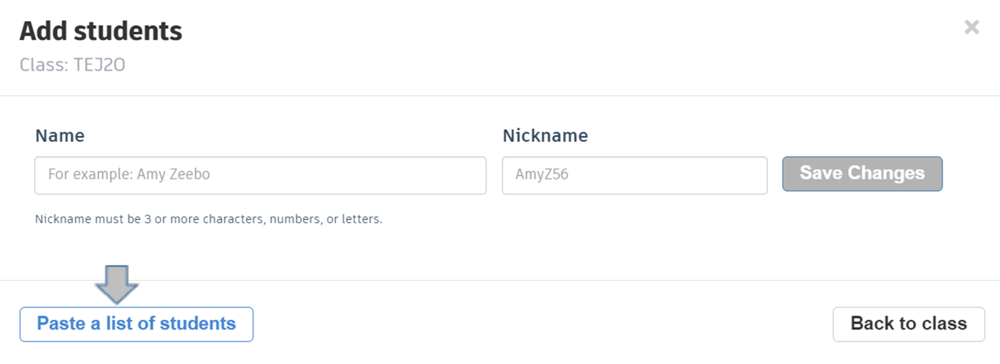 Add students
Class: TEJ2O
Name
Nickname
For example: Amy Zeebo
AmyZ56
Save Changes
Nickname must be 3 or more characters, numbers, or letters.
Paste a list of students
Back to class